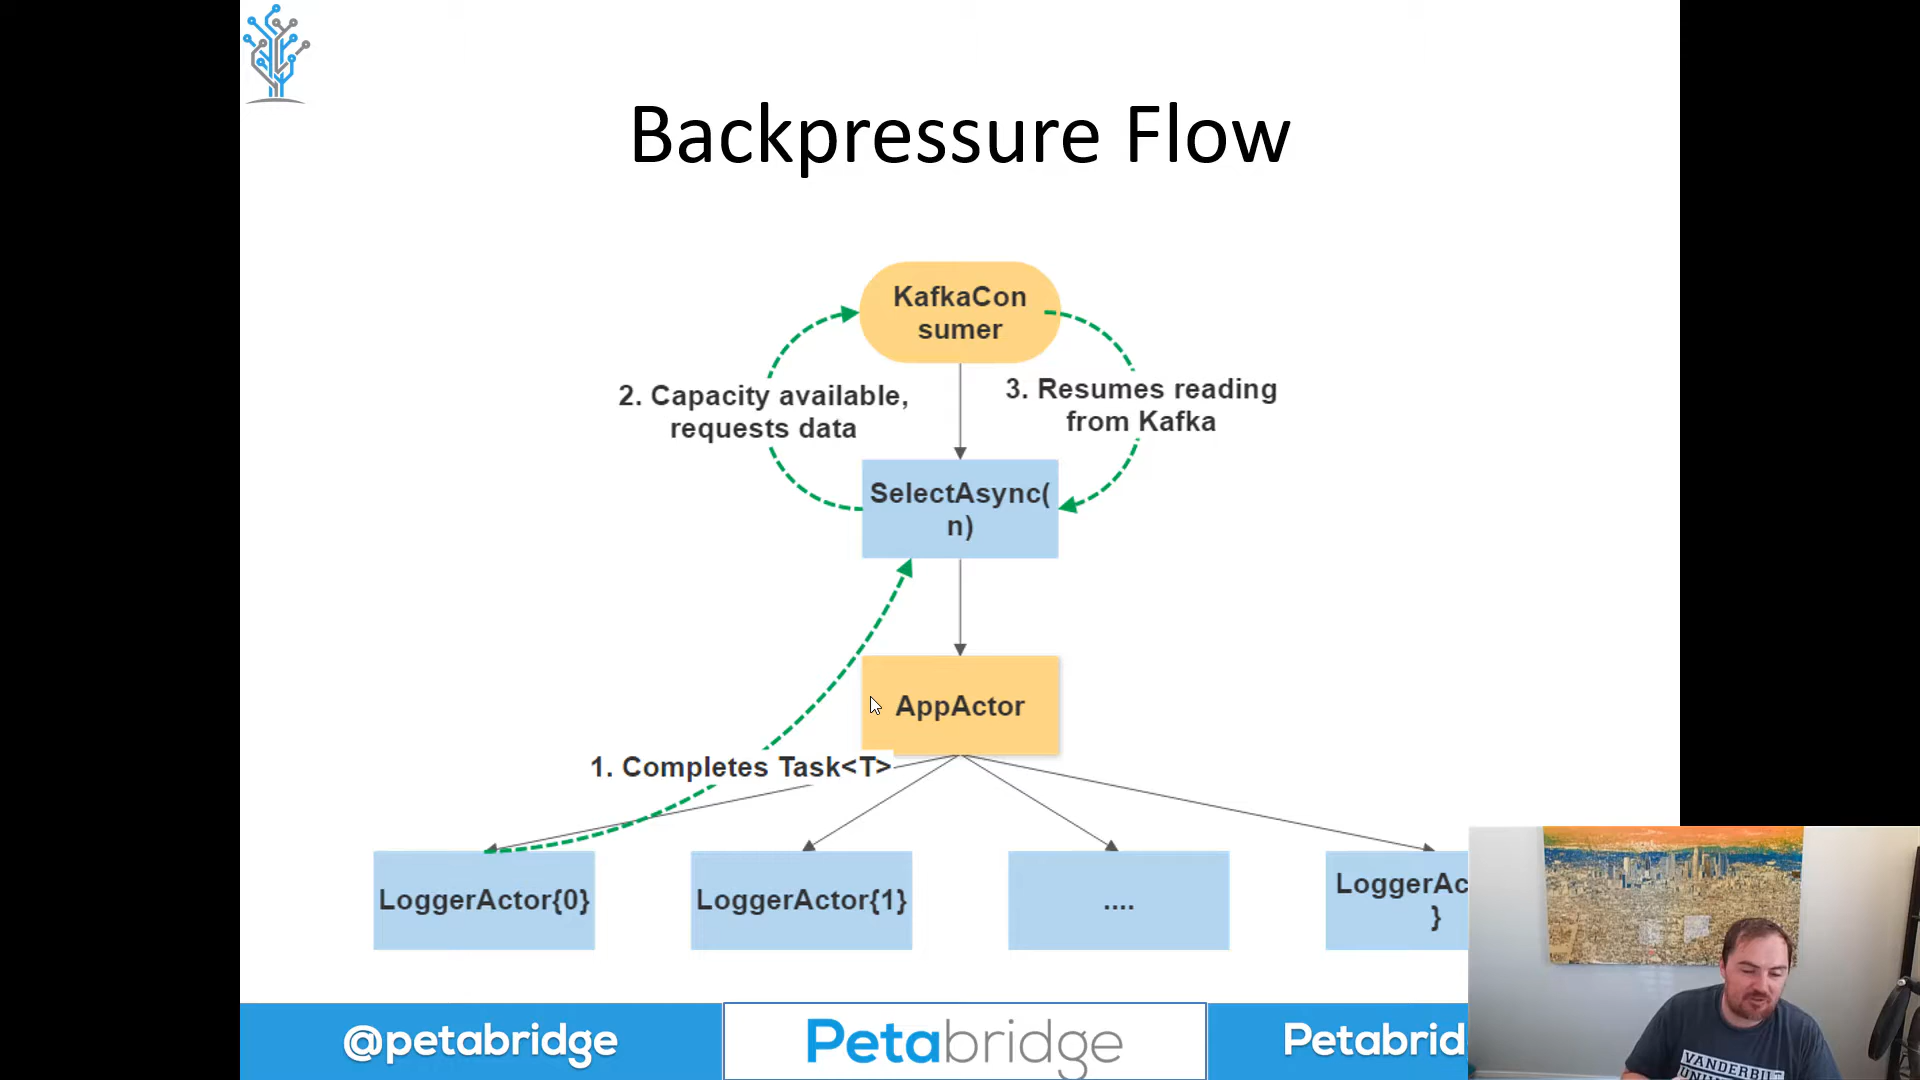 Backpressure Flow
KafkaCon
sumer
2. Capacity available,
requests data
3. Resumes reading
from Kafka
SelectAsync(
n)
AppActor
1. Completes Task<T>
LoggerActor{0}
LoggerActor{1}
....
LoggerAc
}
@petabridge
Petabridge
Petabrid
VANDERBILT